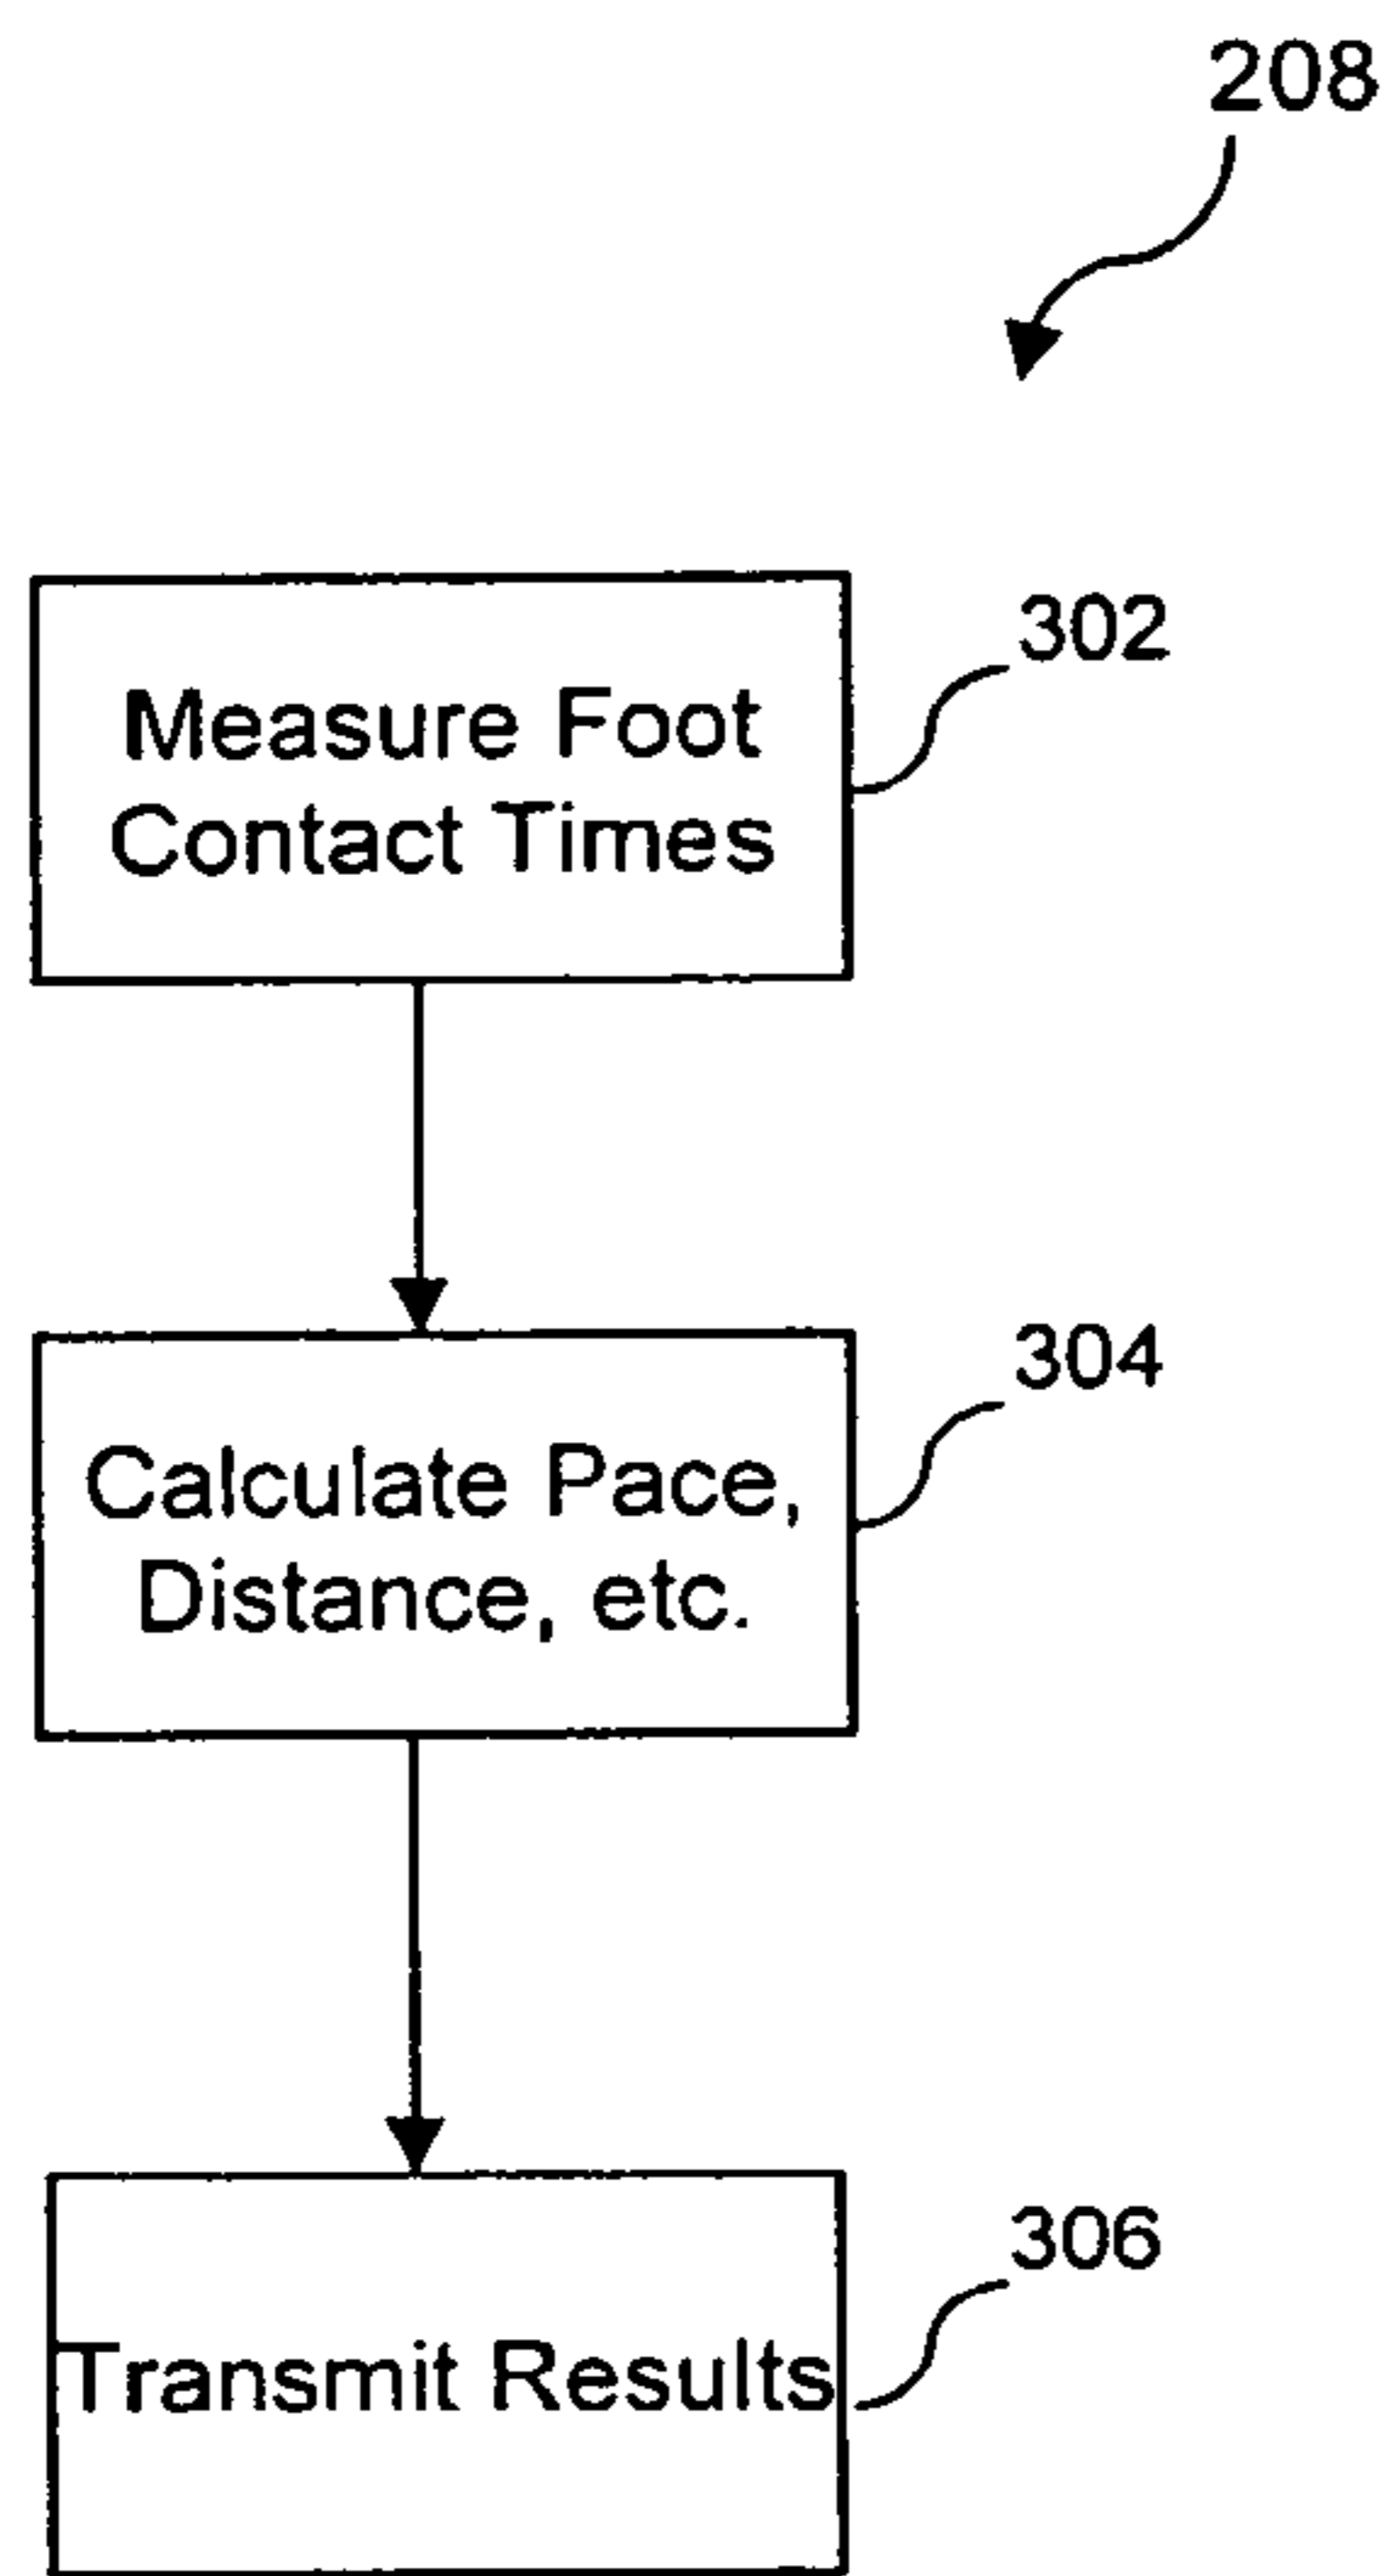 208
302
Measure Foot
Contact Times
304
Calculate Pace,
Distance, etc.
306
Transmit Results